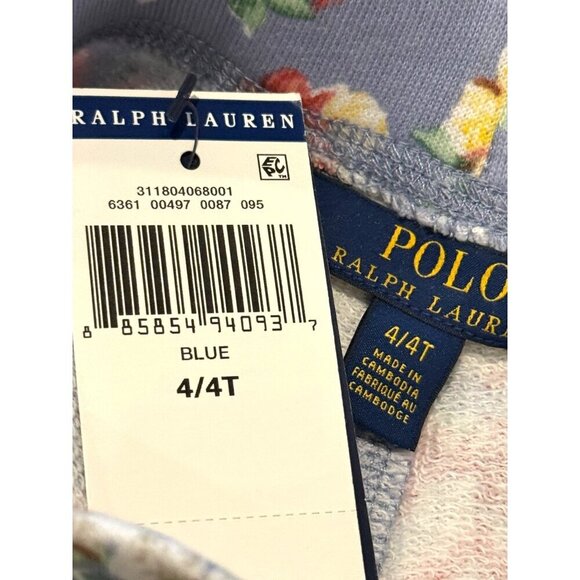 RALPH LAUREN
EPC™
311804068001
6361 00497 0087 095
8 85854 94093 7
BLUE
4/4T
POLO
RALPH LAUREN
4/4T
MADE IN
CAMBODIA
FABRIQUÉ AU
CAMBODGE